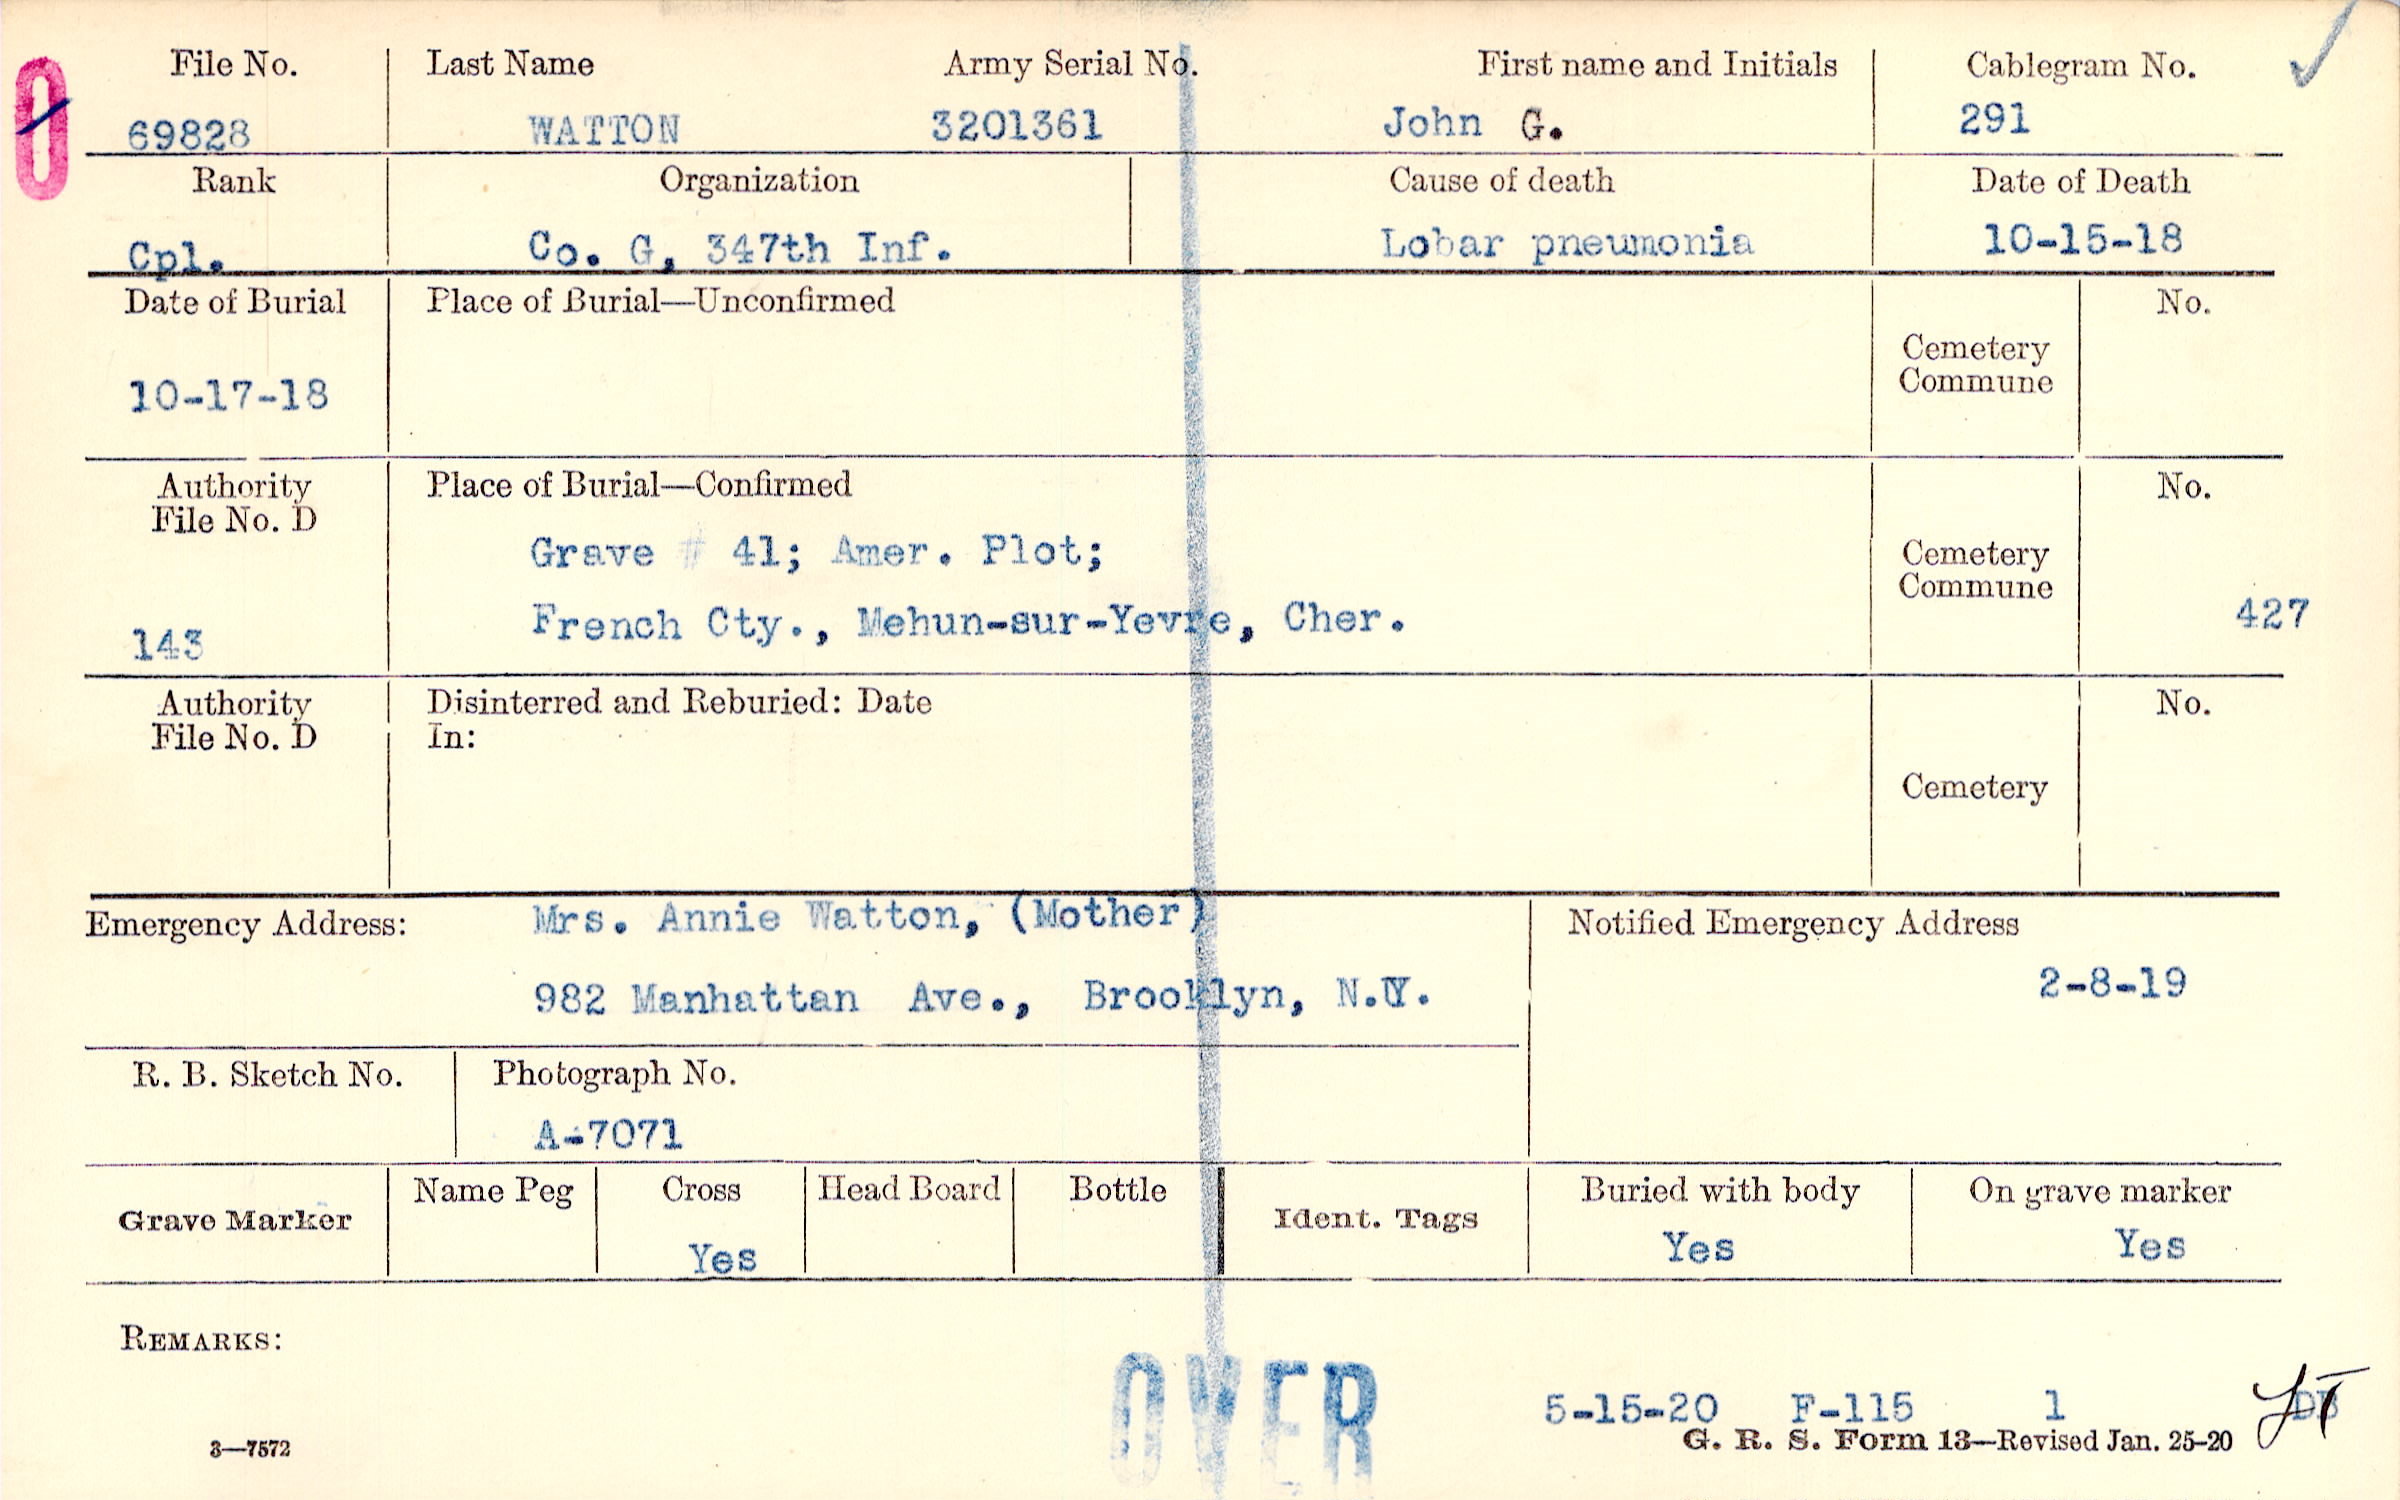 File No. Last Name Army Serial No. First name and Initials Cablegram No.
0 69828 WATTON 3201361 John G. 291
Rank Organization Cause of death Date of Death
Cpl. Co. G, 347th Inf. Lobar pneumonia 10-15-18
Date of Burial Place of Burial—Unconfirmed No.
Cemetery
Commune
10-17-18
Authority Place of Burial—Confirmed No.
File No. D
Grave # 41; Amer. Plot; Cemetery
Commune
143 French Cty., Mehun-sur-Yevre, Cher. 427
Authority Disinterred and Reburied: Date No.
File No. D In:
Cemetery
Emergency Address: Mrs. Annie Watton, (Mother) Notified Emergency Address
982 Manhattan Ave., Brooklyn, N.Y. 2-8-19
R. B. Sketch No. Photograph No.
A-7071
Grave Marker Name Peg Cross Head Board Bottle Ident. Tags Buried with body On grave marker
Yes Yes Yes
REMARKS:
OVER
5-15-20 F-115 1
3—7572 G. R. S. Form 13—Revised Jan. 25-20